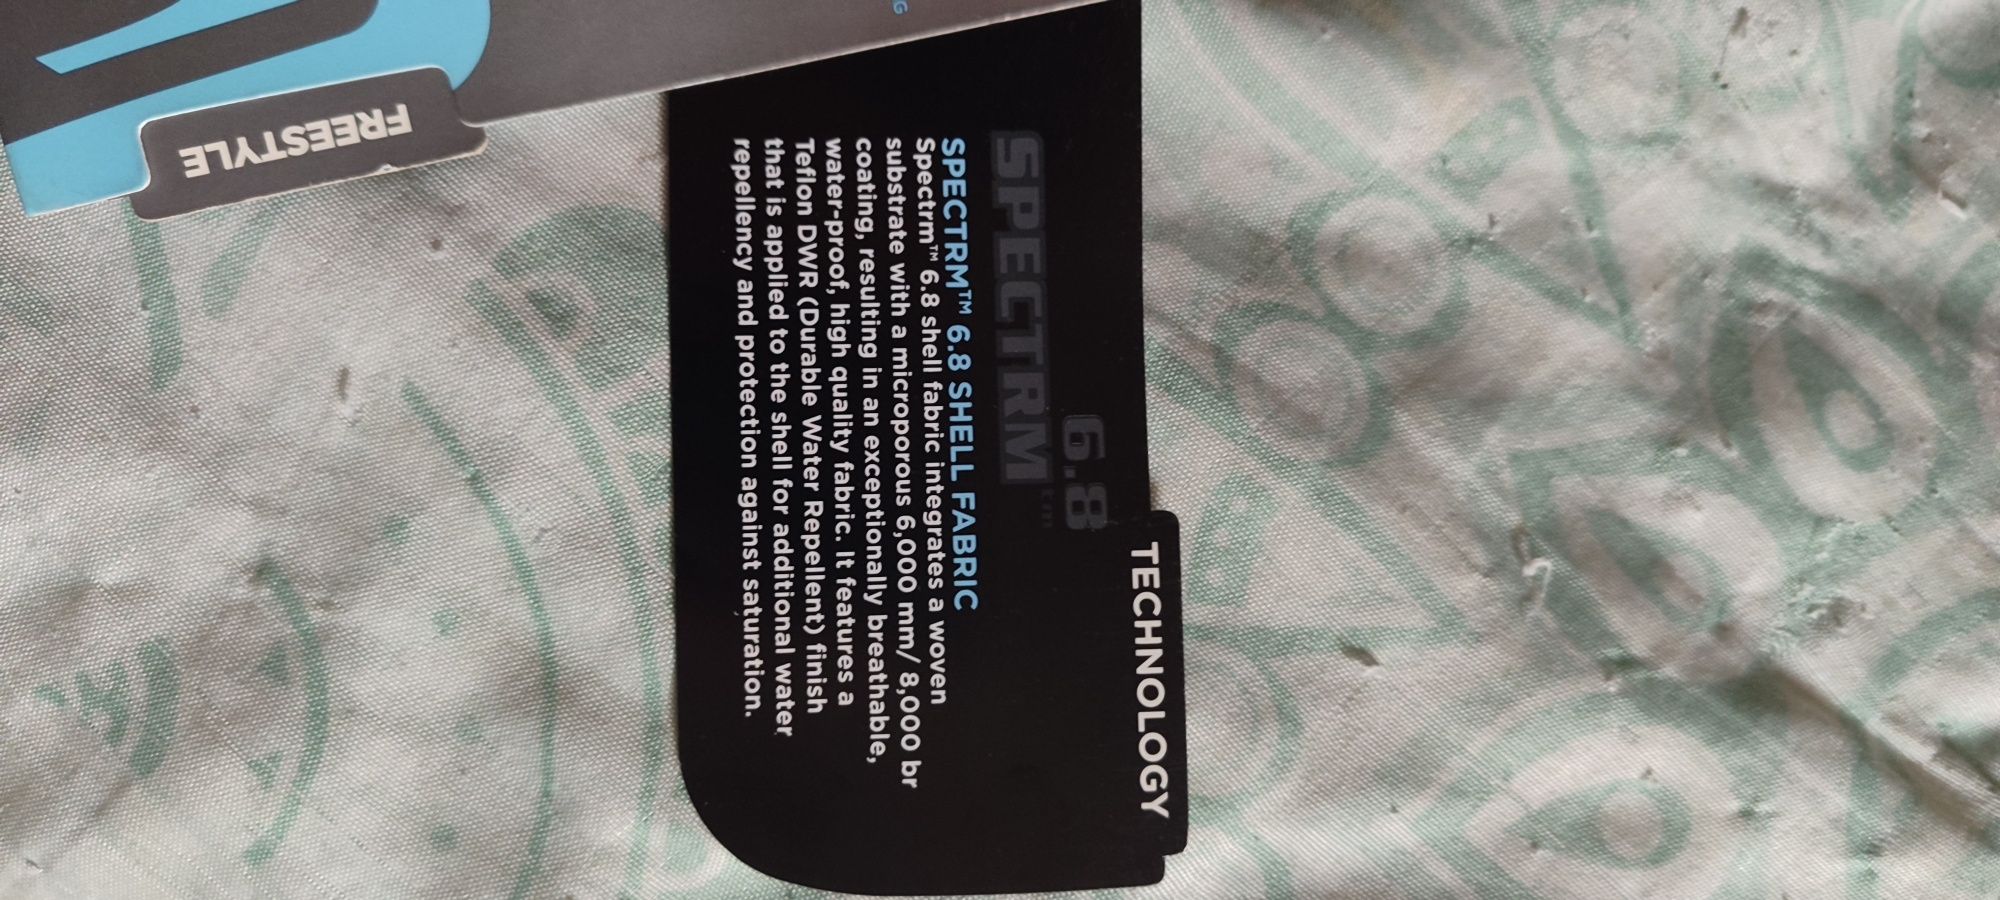 TECHNOLOGY
6.8
SPECTRM tm
SPECTRM™ 6.8 SHELL FABRIC
Spectrm™ 6.8 shell fabric integrates a woven
substrate with a microporous 6,000 mm/ 8,000 br
coating, resulting in an exceptionally breathable,
water-proof, high quality fabric. It features a
Teflon DWR (Durable Water Repellent) finish
that is applied to the shell for additional water
repellency and protection against saturation.
FREESTYLE